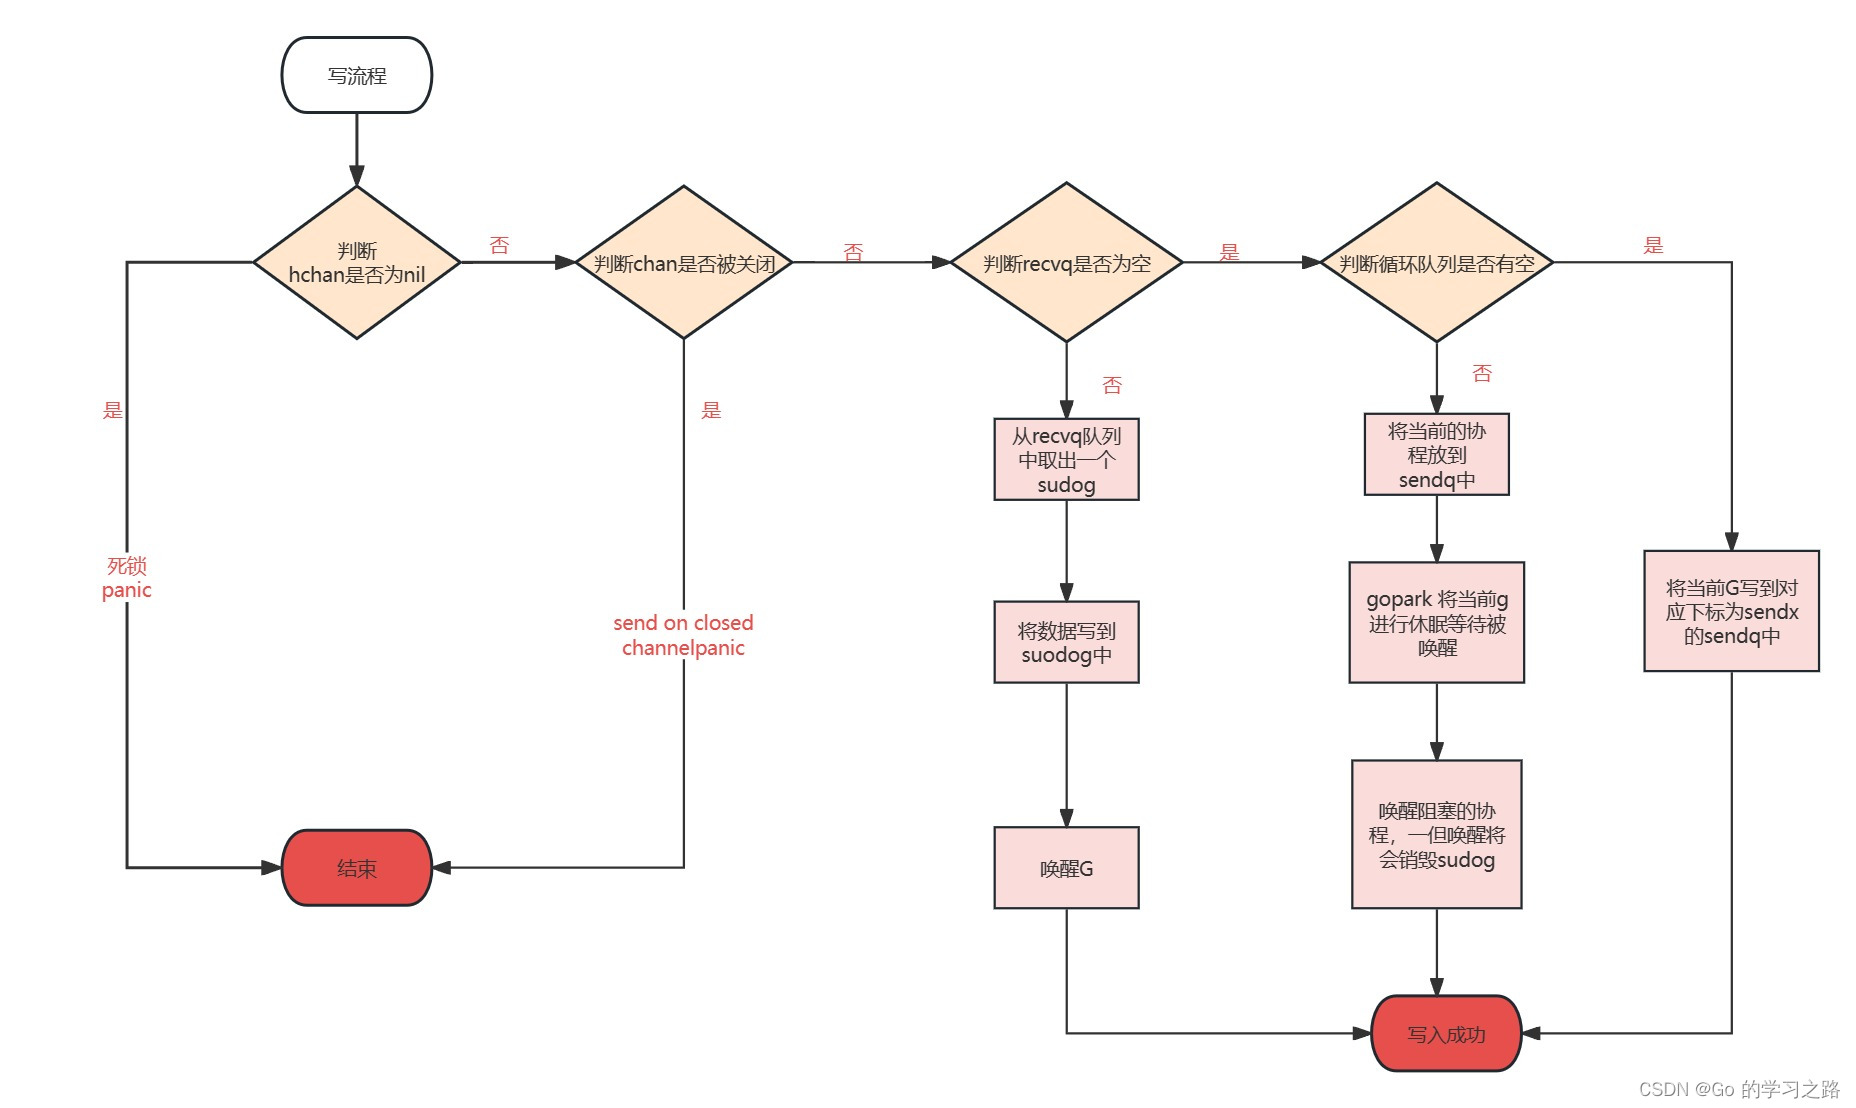 写流程
判断
hchan是否为nil
否
判断chan是否被关闭
否
判断recvq是否为空
是
判断循环队列是否有空
是
是
死锁
panic
是
send on closed
channelpanic
否
从recvq队列
中取出一个
sudog
将数据写到
suodog中
唤醒G
否
将当前的协
程放到
sendq中
gopark 将当前g
进行休眠等待被
唤醒
唤醒阻塞的协
程，一但唤醒将
会销毁sudog
将当前G写到对
应下标为sendx
的sendq中
结束
写入成功
CSDN @Go 的学习之路